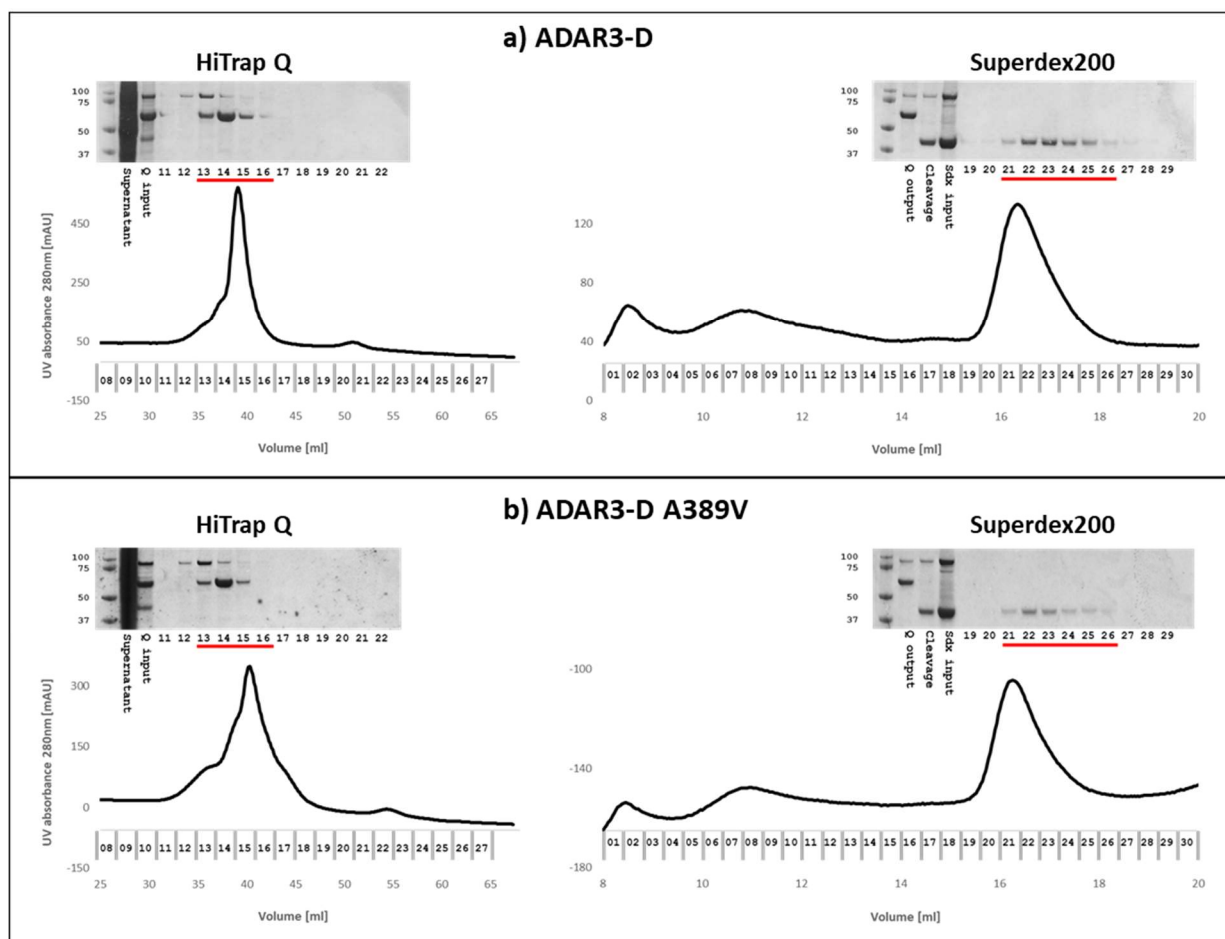 a) ADAR3-D
HiTrap Q
100
75
50
37
Supernatant
Q input
11 12 13 14 15 16 17 18 19 20 21 22
UV absorbance 280nm [mAU]
450
250
50
-150
08 09 10 11 12 13 14 15 16 17 18 19 20 21 22 23 24 25 26 27
25 30 35 40 45 50 55 60 65
Volume [ml]
Superdex200
100
75
50
37
Q output
Cleavage
Sdx input
19 20 21 22 23 24 25 26 27 28 29
120
80
40
0
01 02 03 04 05 06 07 08 09 10 11 12 13 14 15 16 17 18 19 20 21 22 23 24 25 26 27 28 29 30
8 10 12 14 16 18 20
Volume [ml]
b) ADAR3-D A389V
HiTrap Q
100
75
50
37
Supernatant
Q input
11 12 13 14 15 16 17 18 19 20 21 22
UV absorbance 280nm [mAU]
300
150
0
-150
08 09 10 11 12 13 14 15 16 17 18 19 20 21 22 23 24 25 26 27
25 30 35 40 45 50 55 60 65
Volume [ml]
Superdex200
100
75
50
37
Q output
Cleavage
Sdx input
19 20 21 22 23 24 25 26 27 28 29
-100
-140
-180
01 02 03 04 05 06 07 08 09 10 11 12 13 14 15 16 17 18 19 20 21 22 23 24 25 26 27 28 29 30
8 10 12 14 16 18 20
Volume [ml]